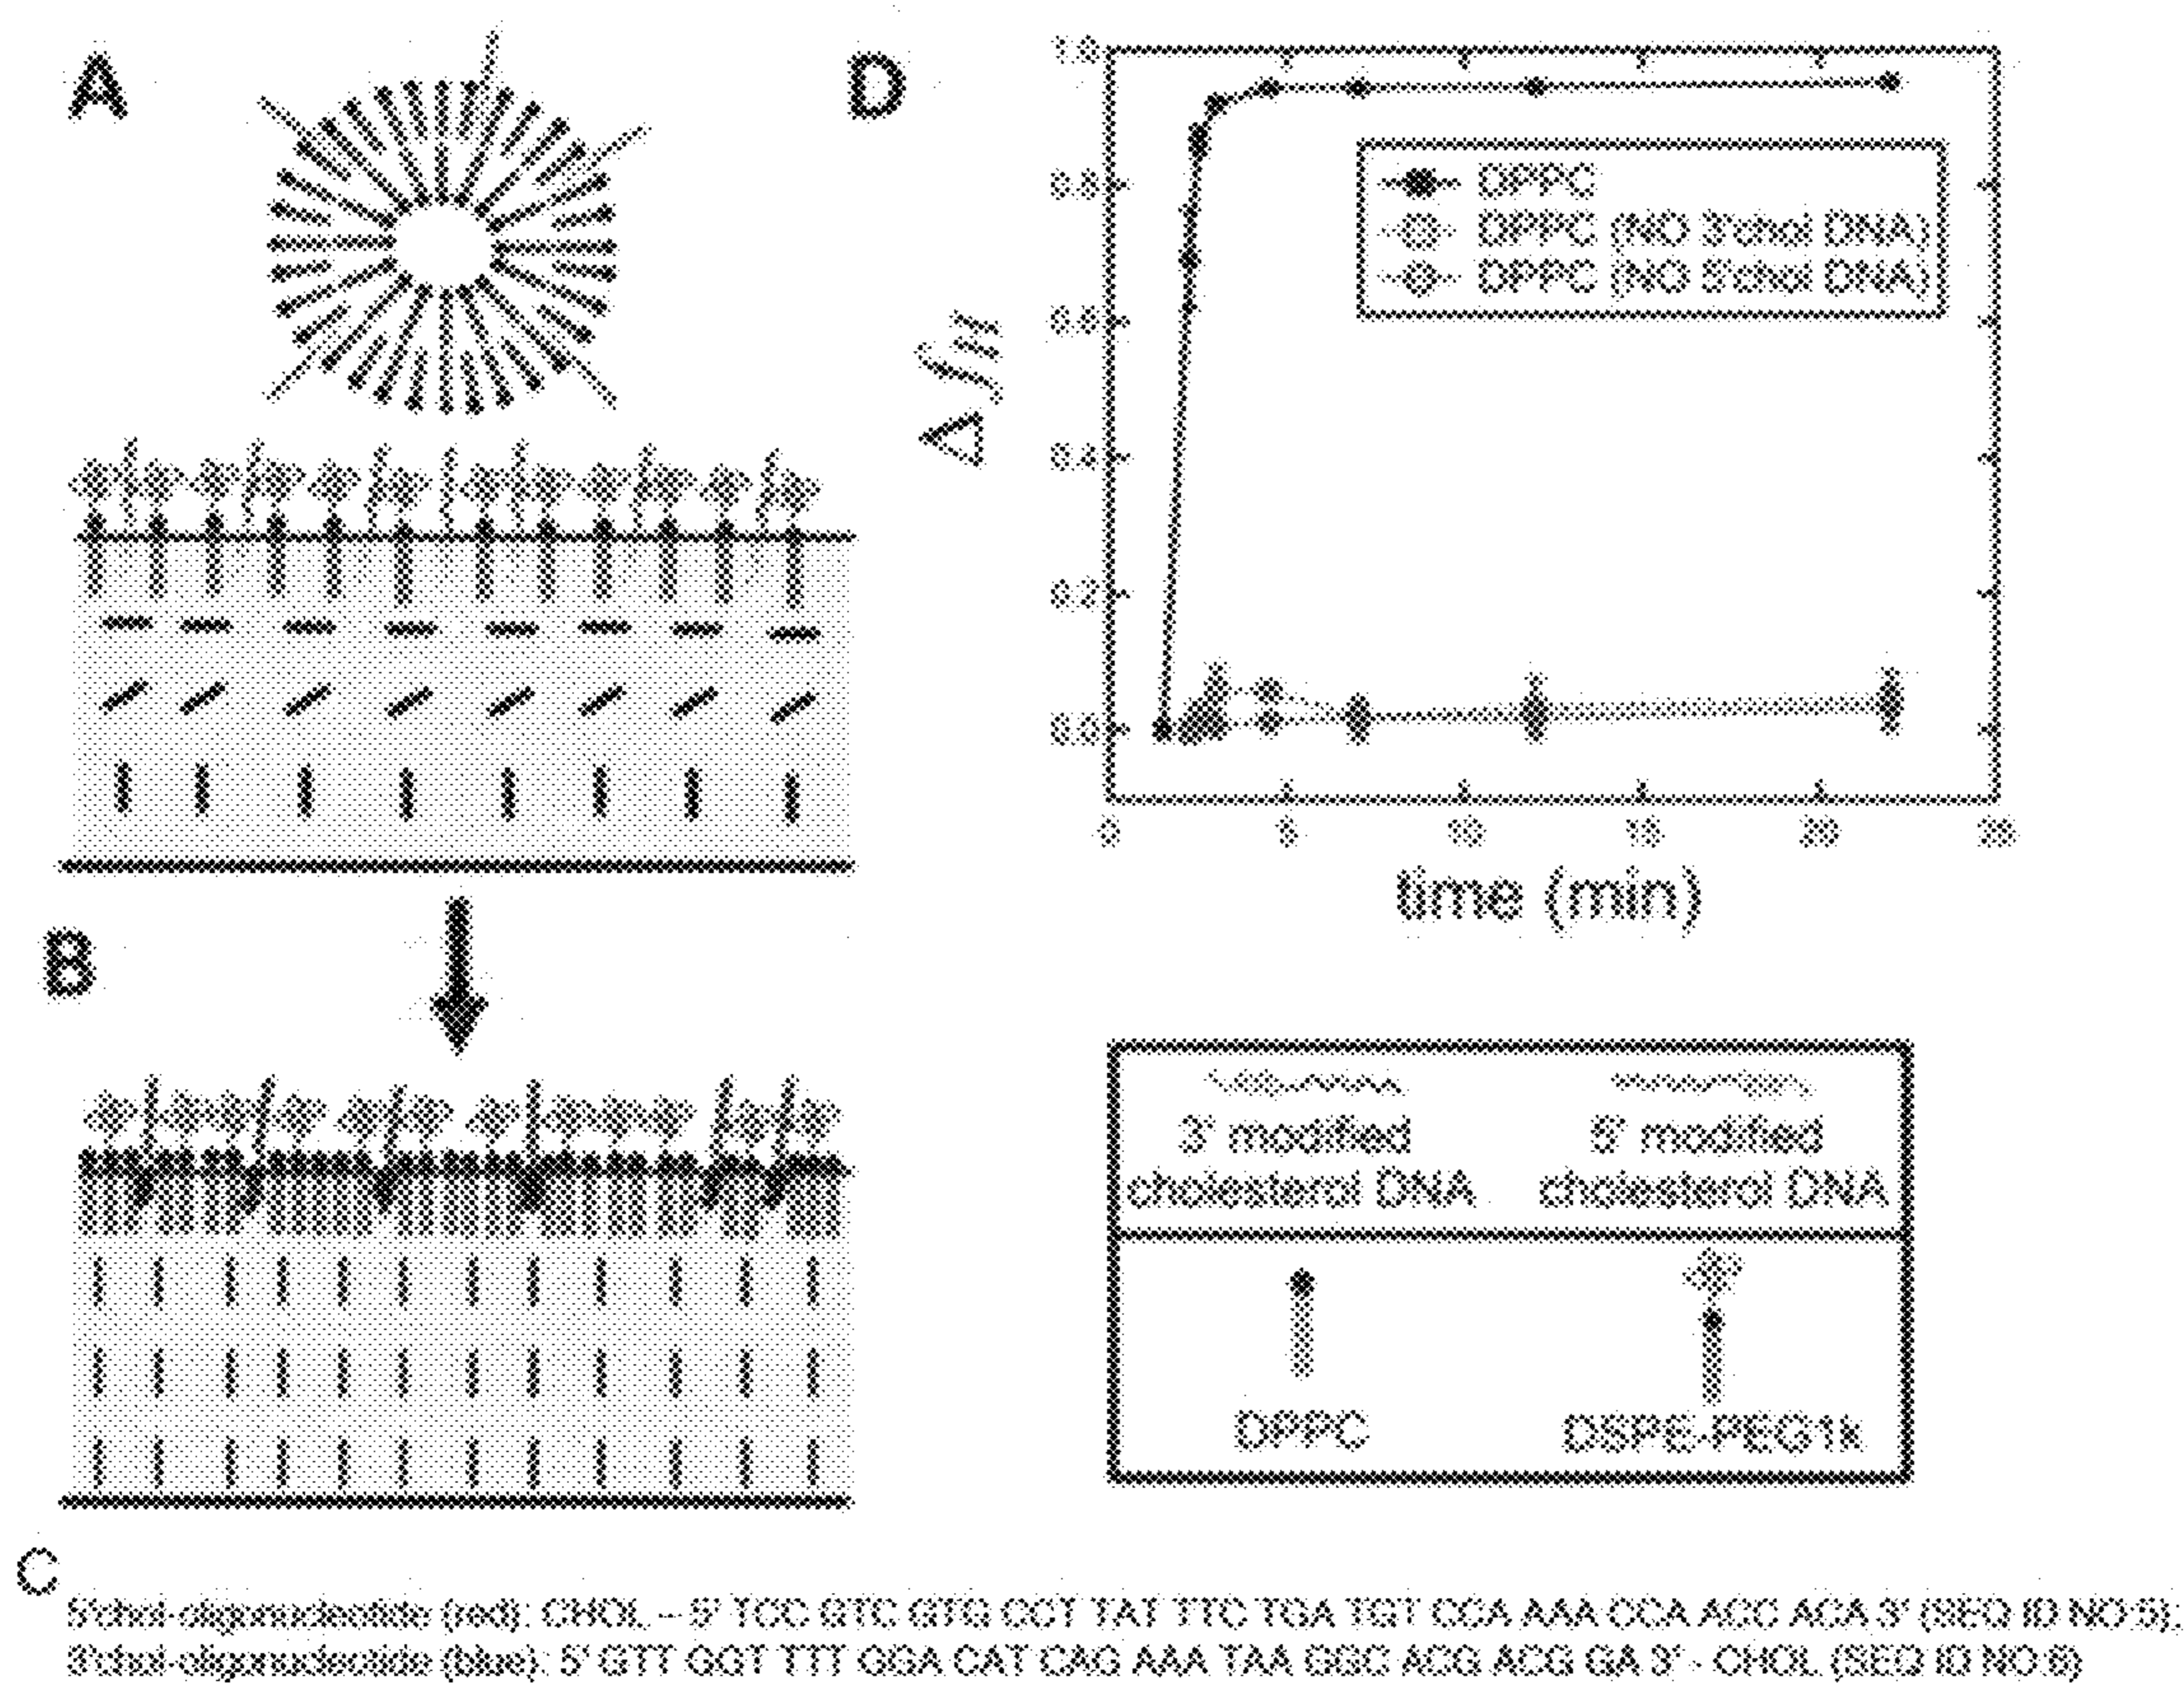 A
D
1.0
0.8
0.6
0.4
0.2
0.0
DPPC
DPPC (NO 3'chol DNA)
DPPC (NO 5'chol DNA)
0 5 10 15 20 25
time (min)
B
3' modified
cholesterol DNA
5' modified
cholesterol DNA
DPPC
DSPE-PEG1k
C
5'chol-oligonucleotide (red): CHOL – 5' TCC GTC GTG CCT TAT TTC TGA TGT CCA AAA CCA ACC ACA 3' (SEQ ID NO 5).
3'chol-oligonucleotide (blue): 5' GTT GGT TTT GGA CAT CAG AAA TAA GGC ACG ACG GA 3' - CHOL (SEQ ID NO 6)